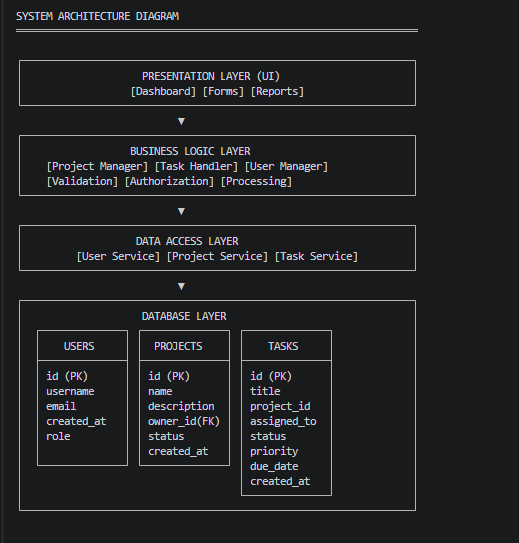 SYSTEM ARCHITECTURE DIAGRAM
PRESENTATION LAYER (UI)
[Dashboard] [Forms] [Reports]
BUSINESS LOGIC LAYER
[Project Manager] [Task Handler] [User Manager]
[Validation] [Authorization] [Processing]
DATA ACCESS LAYER
[User Service] [Project Service] [Task Service]
DATABASE LAYER
USERS
id (PK)
username
email
created_at
role
PROJECTS
id (PK)
name
description
owner_id(FK)
status
created_at
TASKS
id (PK)
title
project_id
assigned_to
status
priority
due_date
created_at